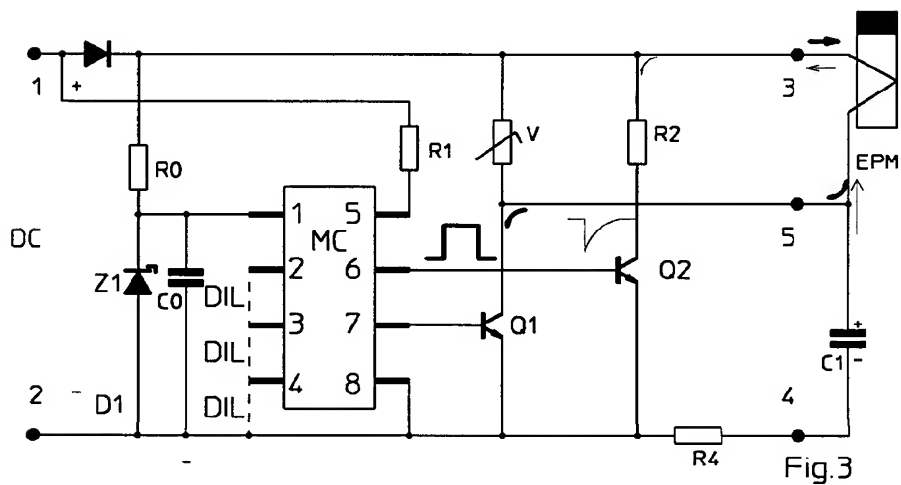 1
+
3
R0
R1
V
R2
EPM
DC
1
5
5
MC
Z1
C0
DIL
2
6
Q2
DIL
3
7
Q1
+
C1
-
DIL
4
8
2
-
D1
4
-
R4
Fig.3